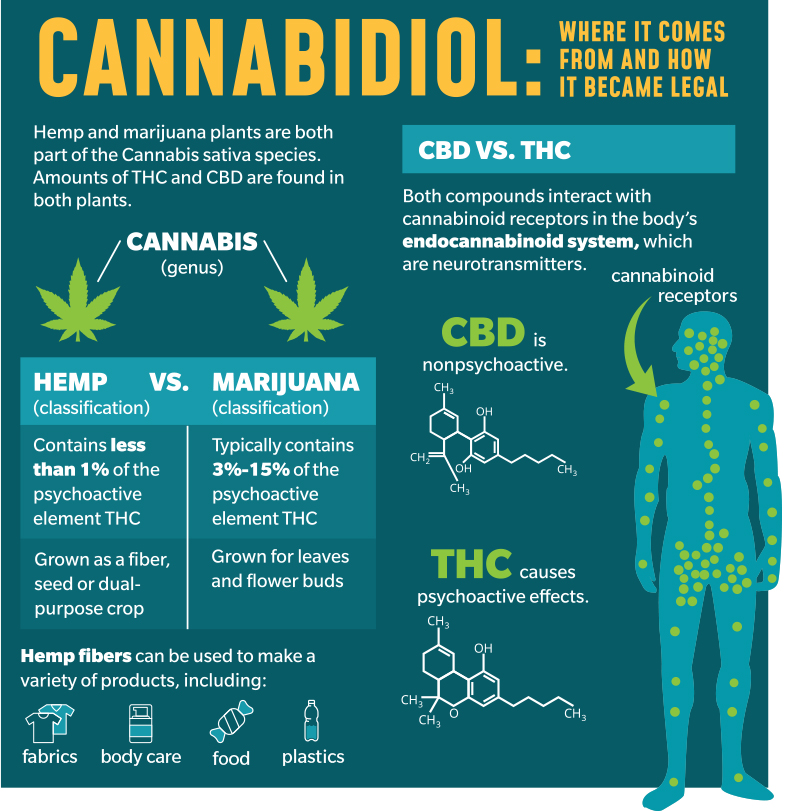 CANNABIDIOL:
WHERE IT COMES
FROM AND HOW
IT BECAME LEGAL
Hemp and marijuana plants are both
part of the Cannabis sativa species.
Amounts of THC and CBD are found in
both plants.
CANNABIS
(genus)
HEMP VS. MARIJUANA
(classification) (classification)
Contains less
than 1% of the
psychoactive
element THC
Typically contains
3%-15% of the
psychoactive
element THC
Grown as a fiber,
seed or dual-
purpose crop
Grown for leaves
and flower buds
Hemp fibers can be used to make a
variety of products, including:
fabrics body care food plastics
CBD VS. THC
Both compounds interact with
cannabinoid receptors in the body's
endocannabinoid system, which
are neurotransmitters.
cannabinoid
receptors
CBD is
nonpsychoactive.
CH3
OH
CH2
OH
CH3
CH3
THC causes
psychoactive effects.
CH3
OH
CH3
CH3
O
CH3